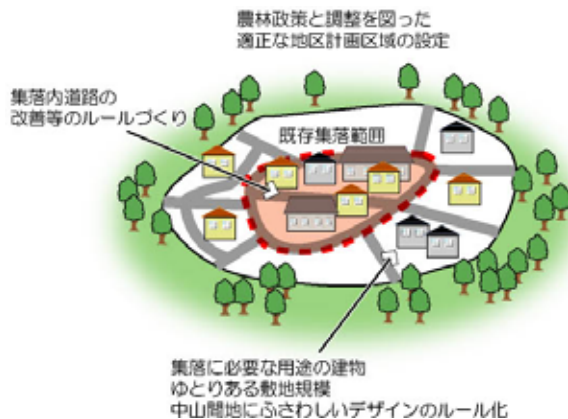 農林政策と調整を図った
適正な地区計画区域の設定
集落内道路の
改善等のルールづくり
既存集落範囲
集落に必要な用途の建物
ゆとりある敷地規模
中山間地にふさわしいデザインのルール化